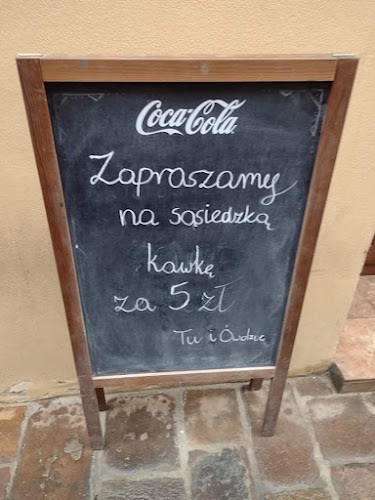 Coca-Cola
Zapraszamy
na sąsiedzką
kawkę
za 5 zł
Tu i Ówdzie